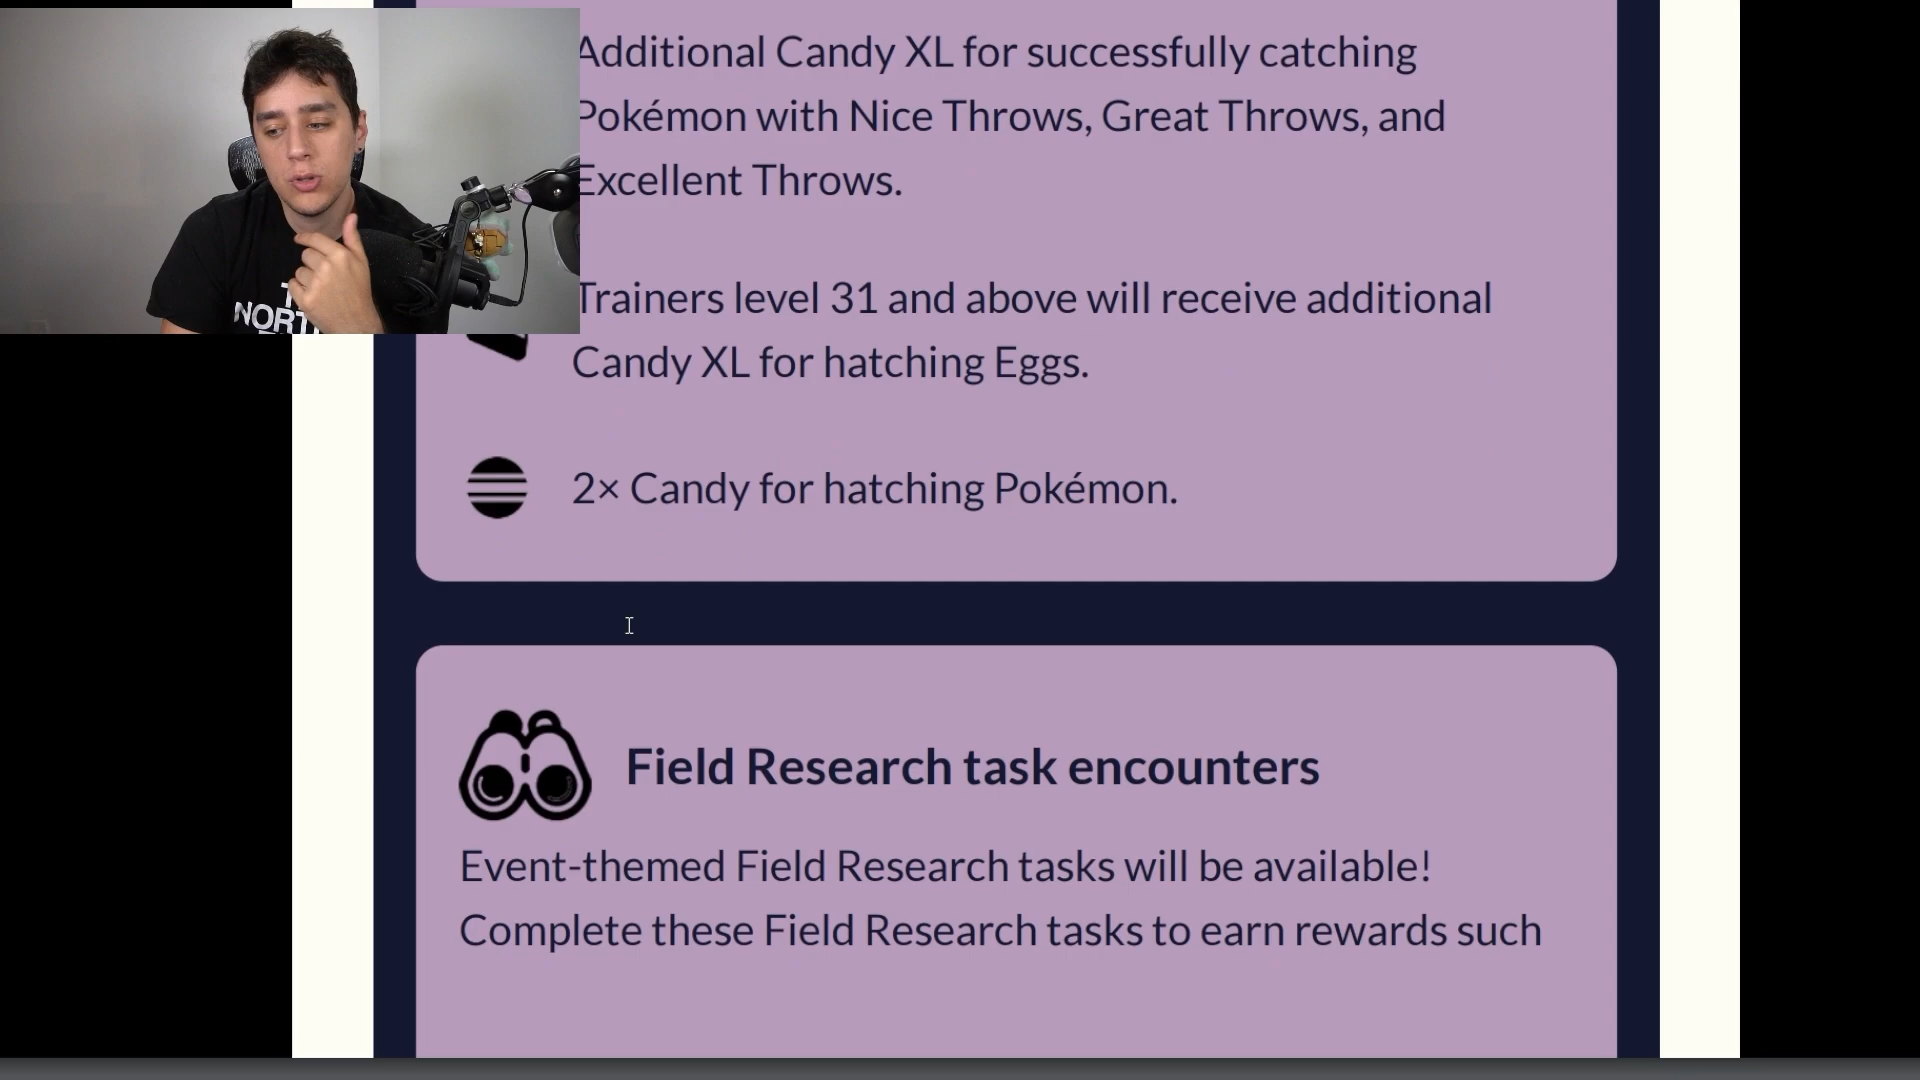 Additional Candy XL for successfully catching
Pokémon with Nice Throws, Great Throws, and
Excellent Throws.
Trainers level 31 and above will receive additional
Candy XL for hatching Eggs.
2× Candy for hatching Pokémon.
Field Research task encounters
Event-themed Field Research tasks will be available!
Complete these Field Research tasks to earn rewards such
NORT